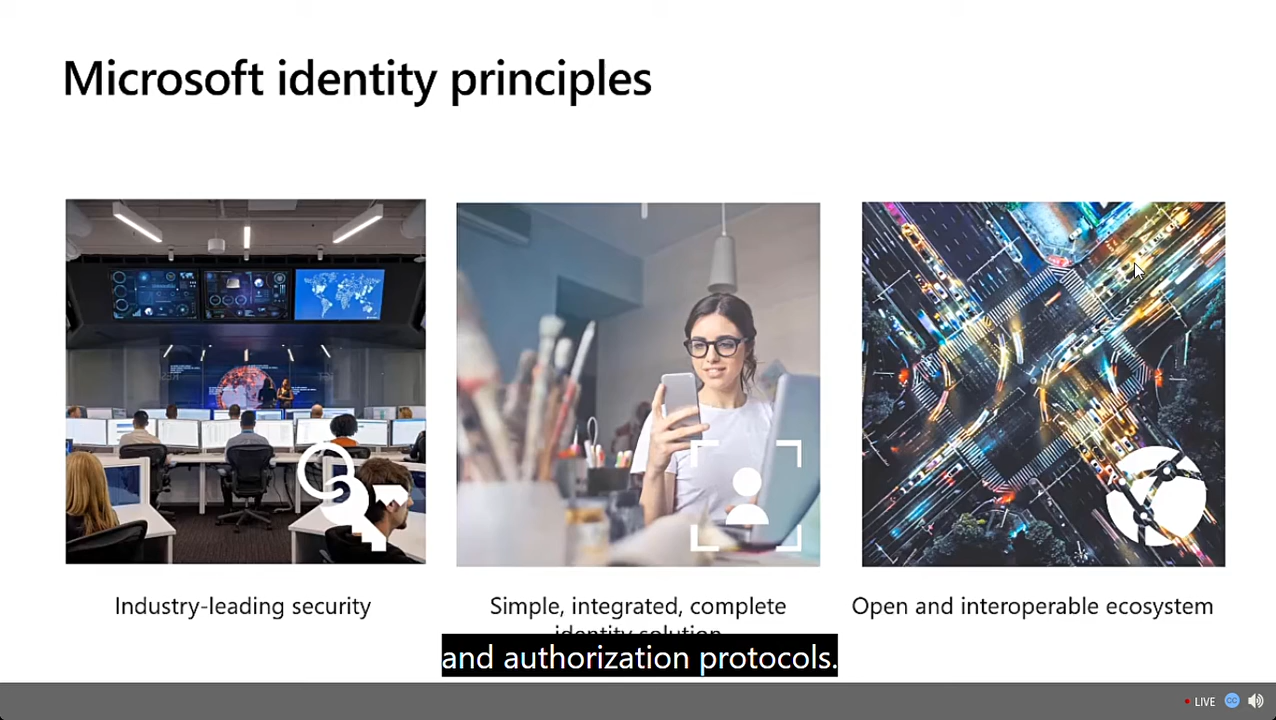 Microsoft identity principles
Industry-leading security
Simple, integrated, complete
identity solution
Open and interoperable ecosystem
and authorization protocols.
LIVE
CC